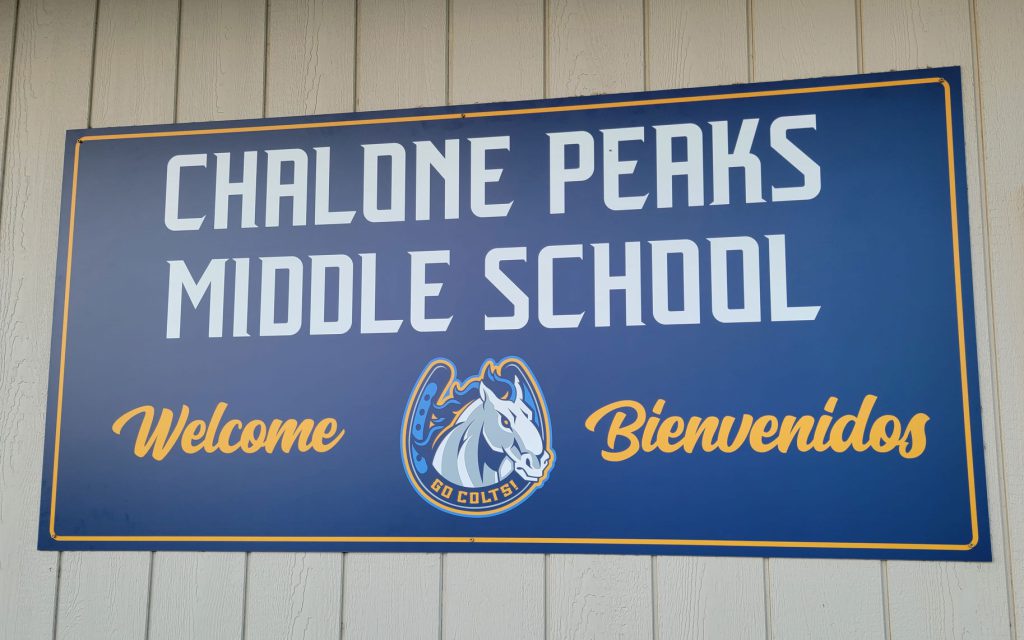 CHALONE PEAKS
MIDDLE SCHOOL
Welcome
GO COLTS!
Bienvenidos